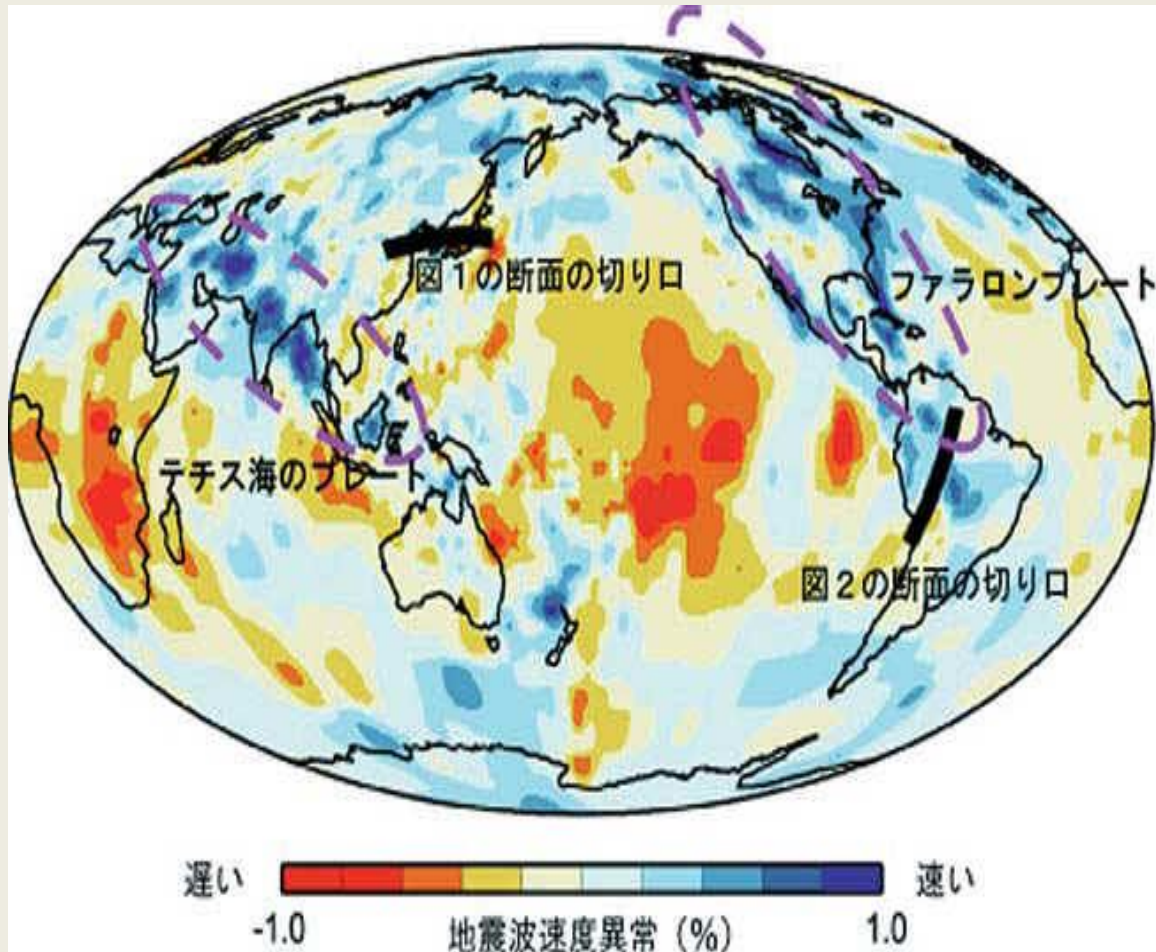 図1の断面の切り口
ファラロンプレート
テチス海のプレート
図2の断面の切り口
遅い
速い
-1.0
地震波速度異常(%)
1.0